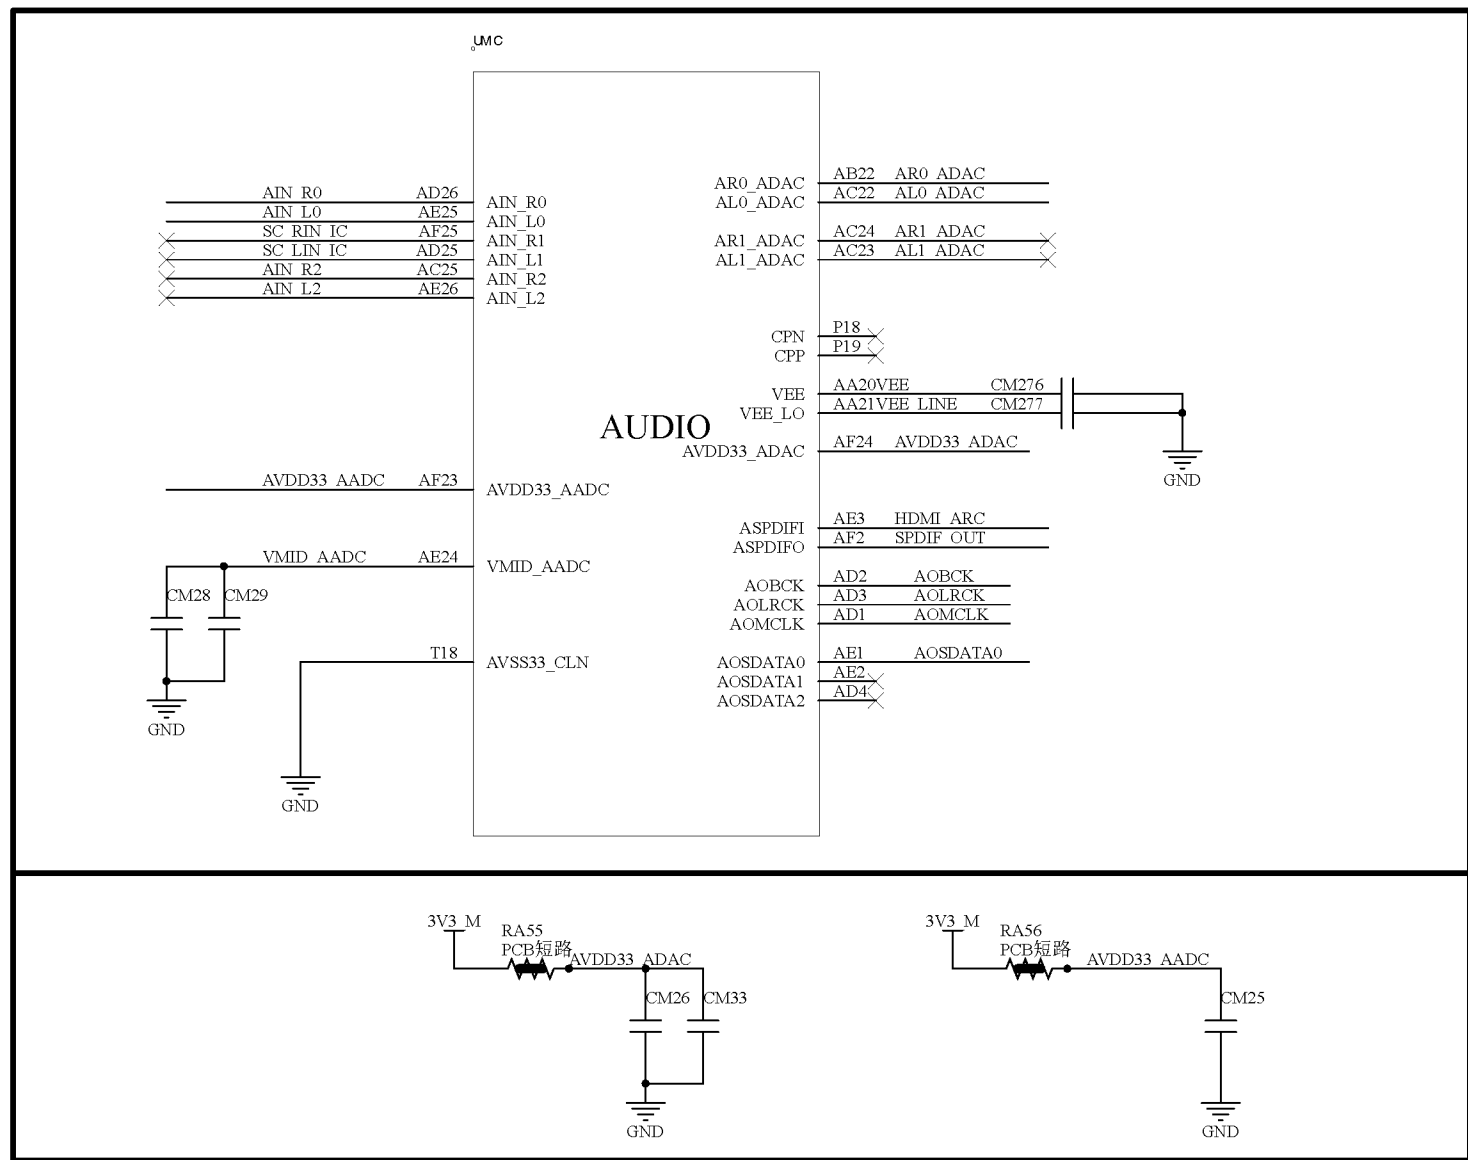 UMC
AIN_R0 AD26 AIN_R0
AIN_L0 AE25 AIN_L0
SC_RIN_IC AF25 AIN_R1
SC_LIN_IC AD25 AIN_L1
AIN_R2 AC25 AIN_R2
AIN_L2 AE26 AIN_L2
AVDD33_AADC AF23 AVDD33_AADC
VMID_AADC AE24 VMID_AADC
CM28 CM29
GND
T18 AVSS33_CLN
GND
AUDIO
AR0_ADAC AB22 AR0_ADAC
AL0_ADAC AC22 AL0_ADAC
AR1_ADAC AC24 AR1_ADAC
AL1_ADAC AC23 AL1_ADAC
CPN P18
CPP P19
VEE AA20 VEE CM276
VEE_LO AA21 VEE_LINE CM277
GND
AVDD33_ADAC AF24 AVDD33_ADAC
ASPDIFI AE3 HDMI_ARC
ASPDIFO AF2 SPDIF_OUT
AOBCK AD2 AOBCK
AOLRCK AD3 AOLRCK
AOMCLK AD1 AOMCLK
AOSDATA0 AE1 AOSDATA0
AOSDATA1 AE2
AOSDATA2 AD4
3V3_M
RA55
PCB短路
AVDD33_ADAC
CM26 CM33
GND
3V3_M
RA56
PCB短路
AVDD33_AADC
CM25
GND